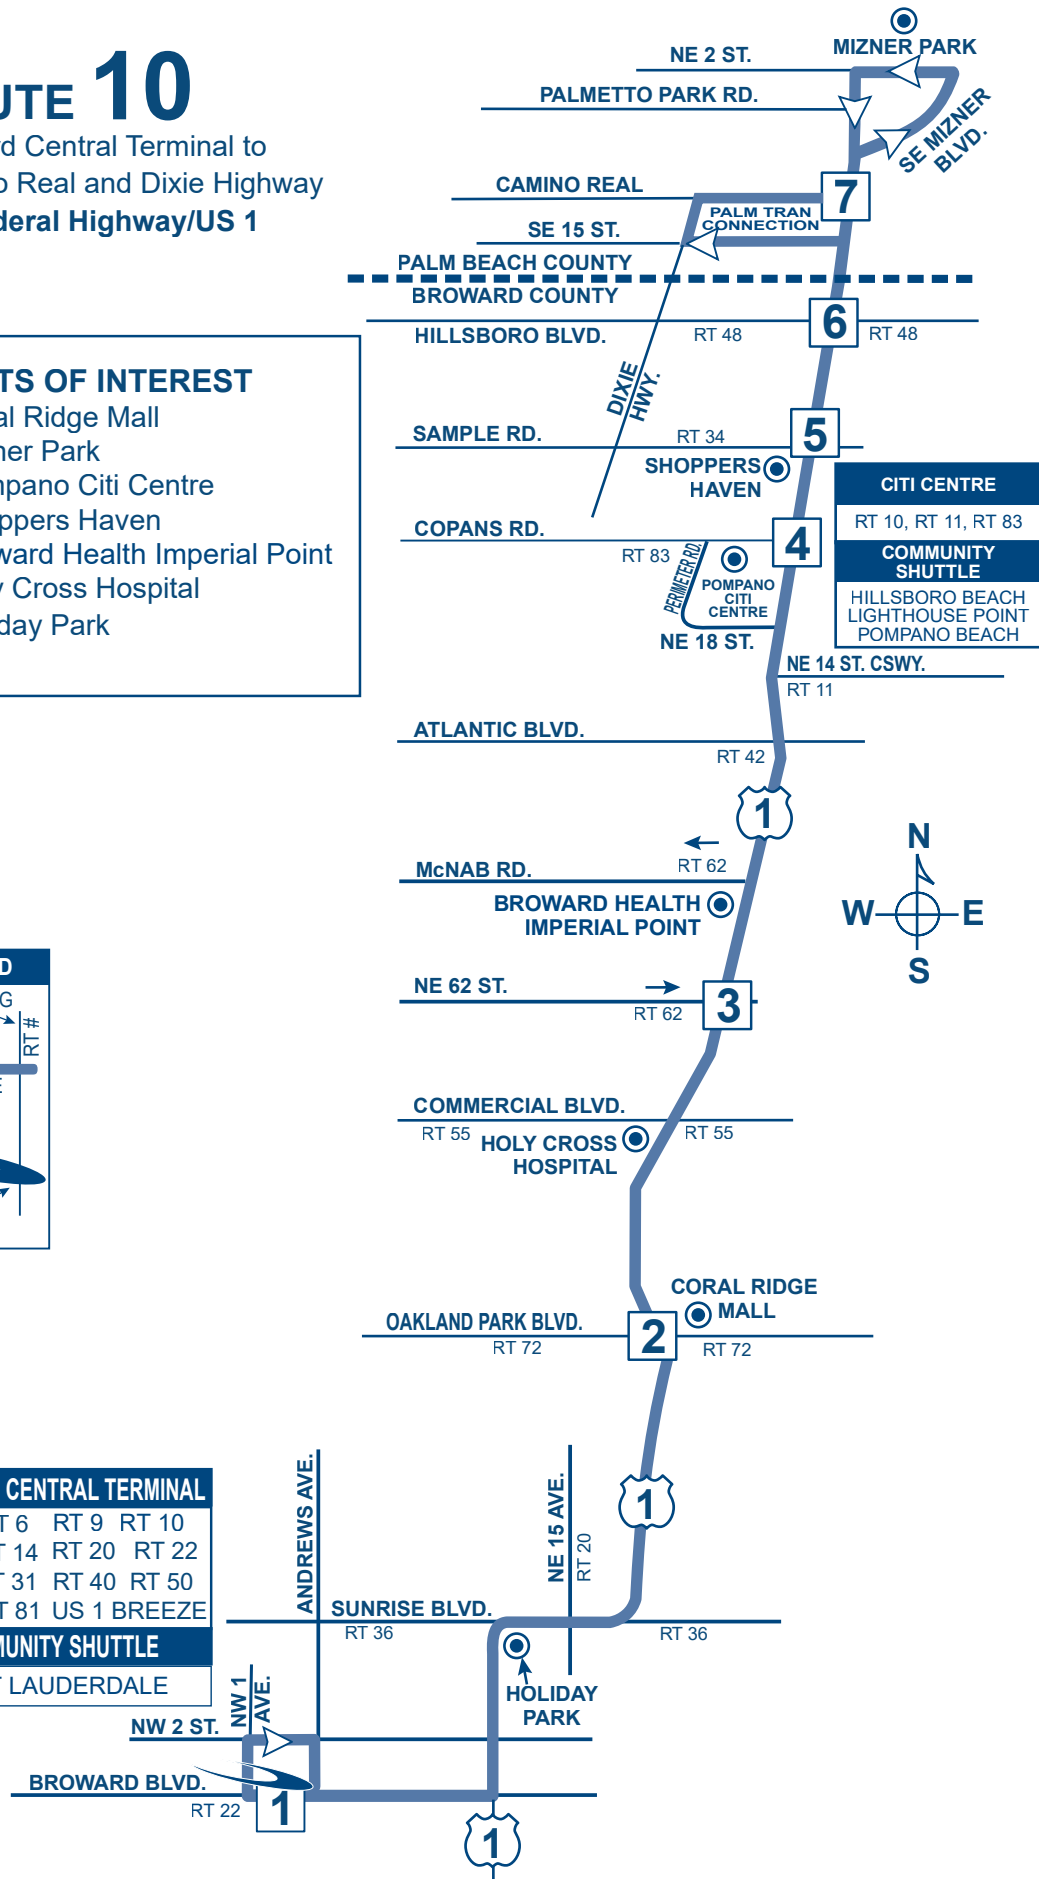 UTE 10
rd Central Terminal to
o Real and Dixie Highway
deral Highway/US 1
TS OF INTEREST
al Ridge Mall
ner Park
mpano Citi Centre
ppers Haven
ward Health Imperial Point
y Cross Hospital
day Park
MIZNER PARK
NE 2 ST.
PALMETTO PARK RD.
SE MIZNER
BLVD.
CAMINO REAL
7
PALM TRAN
CONNECTION
SE 15 ST.
PALM BEACH COUNTY
BROWARD COUNTY
6
HILLSBORO BLVD.
RT 48
RT 48
DIXIE
HWY.
SAMPLE RD.
RT 34
5
SHOPPERS
HAVEN
CITI CENTRE
RT 10, RT 11, RT 83
COMMUNITY
SHUTTLE
HILLSBORO BEACH
LIGHTHOUSE POINT
POMPANO BEACH
COPANS RD.
4
RT 83
PERIMETER RD.
POMPANO
CITI
CENTRE
NE 18 ST.
NE 14 ST. CSWY.
RT 11
ATLANTIC BLVD.
RT 42
1
RT 62
McNAB RD.
BROWARD HEALTH
IMPERIAL POINT
N
W E
S
NE 62 ST.
RT 62
3
D
G
RT #
E
COMMERCIAL BLVD.
RT 55
RT 55
HOLY CROSS
HOSPITAL
CORAL RIDGE
MALL
OAKLAND PARK BLVD.
2
RT 72
RT 72
1
ANDREWS AVE.
NE 15 AVE.
RT 20
CENTRAL TERMINAL
T 6 RT 9 RT 10
T 14 RT 20 RT 22
T 31 RT 40 RT 50
T 81 US 1 BREEZE
MUNITY SHUTTLE
T LAUDERDALE
SUNRISE BLVD.
RT 36
RT 36
HOLIDAY
PARK
NW 1
AVE.
NW 2 ST.
BROWARD BLVD.
RT 22
1
1